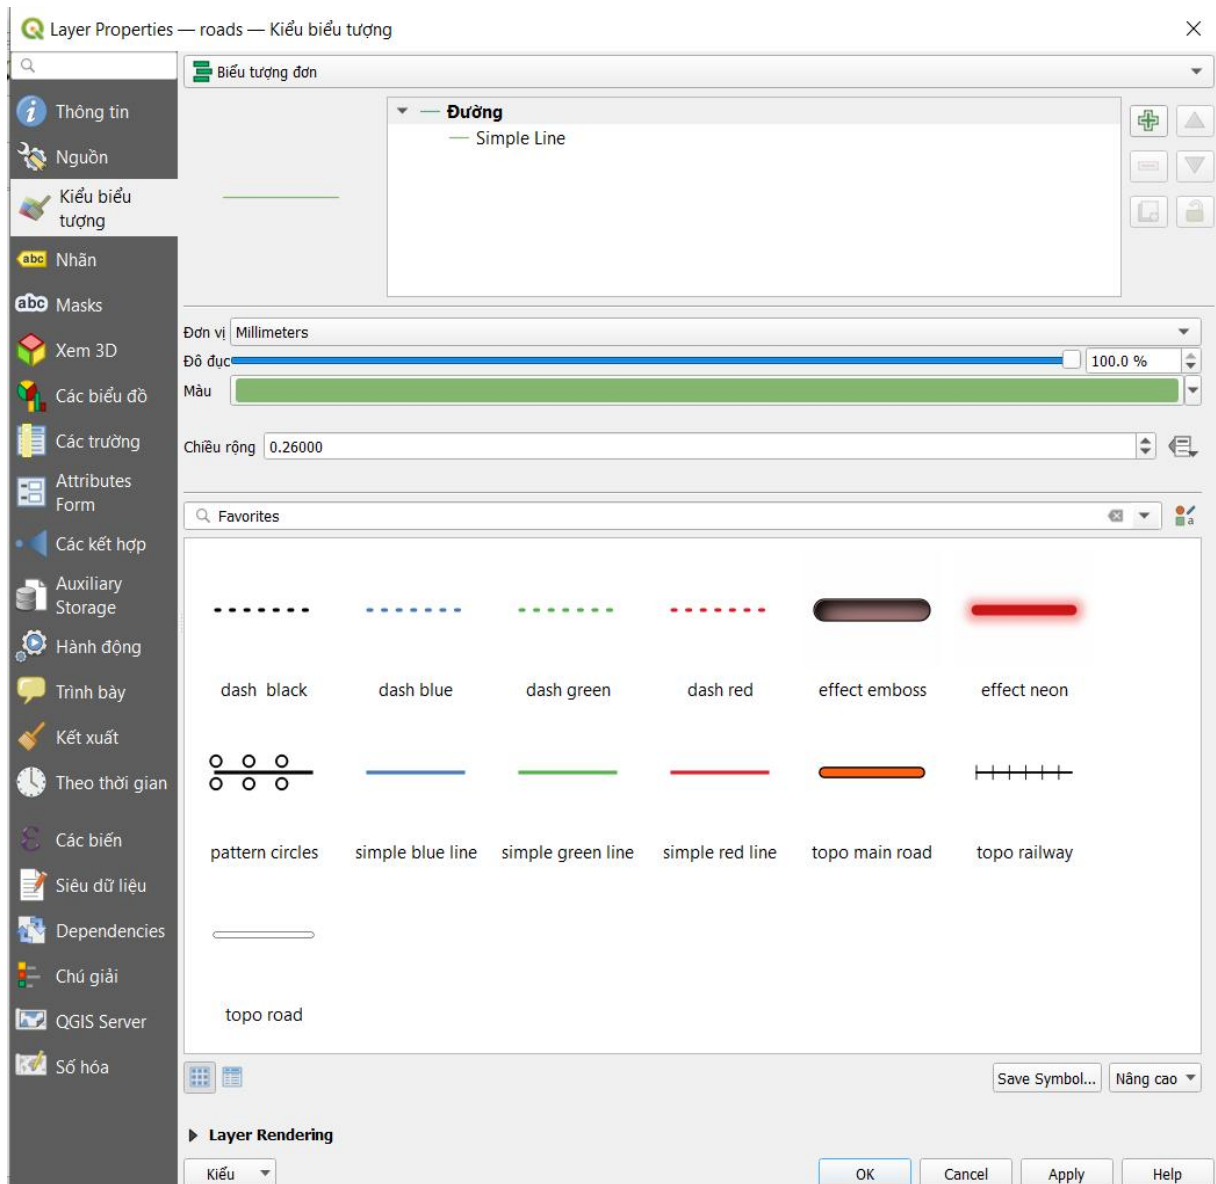 Layer Properties — roads — Kiểu biểu tượng
Thông tin
Nguồn
Kiểu biểu
tượng
abc Nhãn
abc Masks
Xem 3D
Các biểu đồ
Các trường
Attributes
Form
Các kết hợp
Auxiliary
Storage
Hành động
Trình bày
Kết xuất
Theo thời gian
Các biến
Siêu dữ liệu
Dependencies
Chú giải
QGIS Server
Số hóa
Biểu tượng đơn
Đường
Simple Line
Đơn vị Millimeters
Độ đục 100.0 %
Màu
Chiều rộng 0.26000
Favorites
dash  black dash blue dash green dash red effect emboss effect neon
pattern circles simple blue line simple green line simple red line topo main road topo railway
topo road
Save Symbol... Nâng cao
Layer Rendering
Kiểu OK Cancel Apply Help